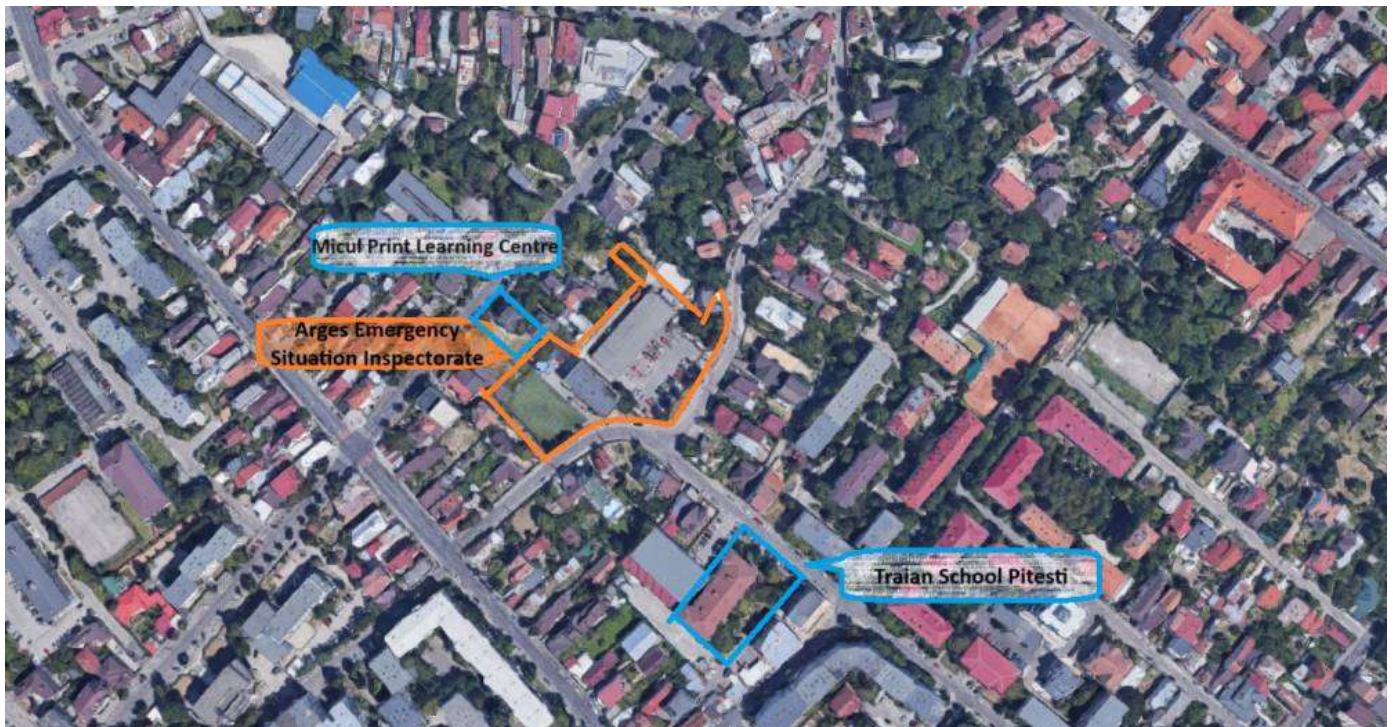 Micul Print Learning Centre
Arges Emergency
Situation Inspectorate
Traian School Pitesti